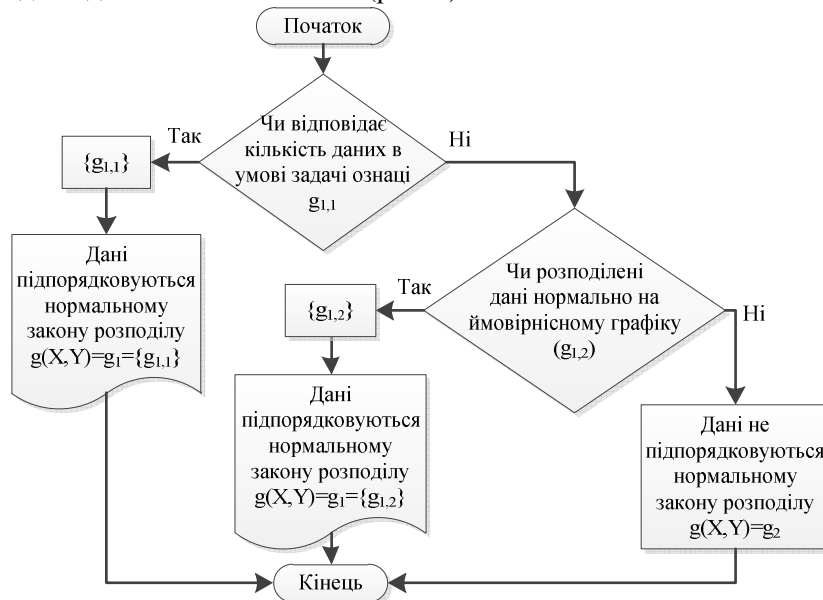 Початок
Чи відповідає
кількість даних в
умові задачі ознаці
g1,1
Так
Ні
{g1,1}
Дані
підпорядковуються
нормальному
закону розподілу
g(X,Y)=g1={g1,1}
Чи розподілені
дані нормально на
ймовірнісному графіку
(g1,2)
Так
Ні
{g1,2}
Дані
підпорядковуються
нормальному
закону розподілу
g(X,Y)=g1={g1,2}
Дані не
підпорядковуються
нормальному
закону розподілу
g(X,Y)=g2
Кінець